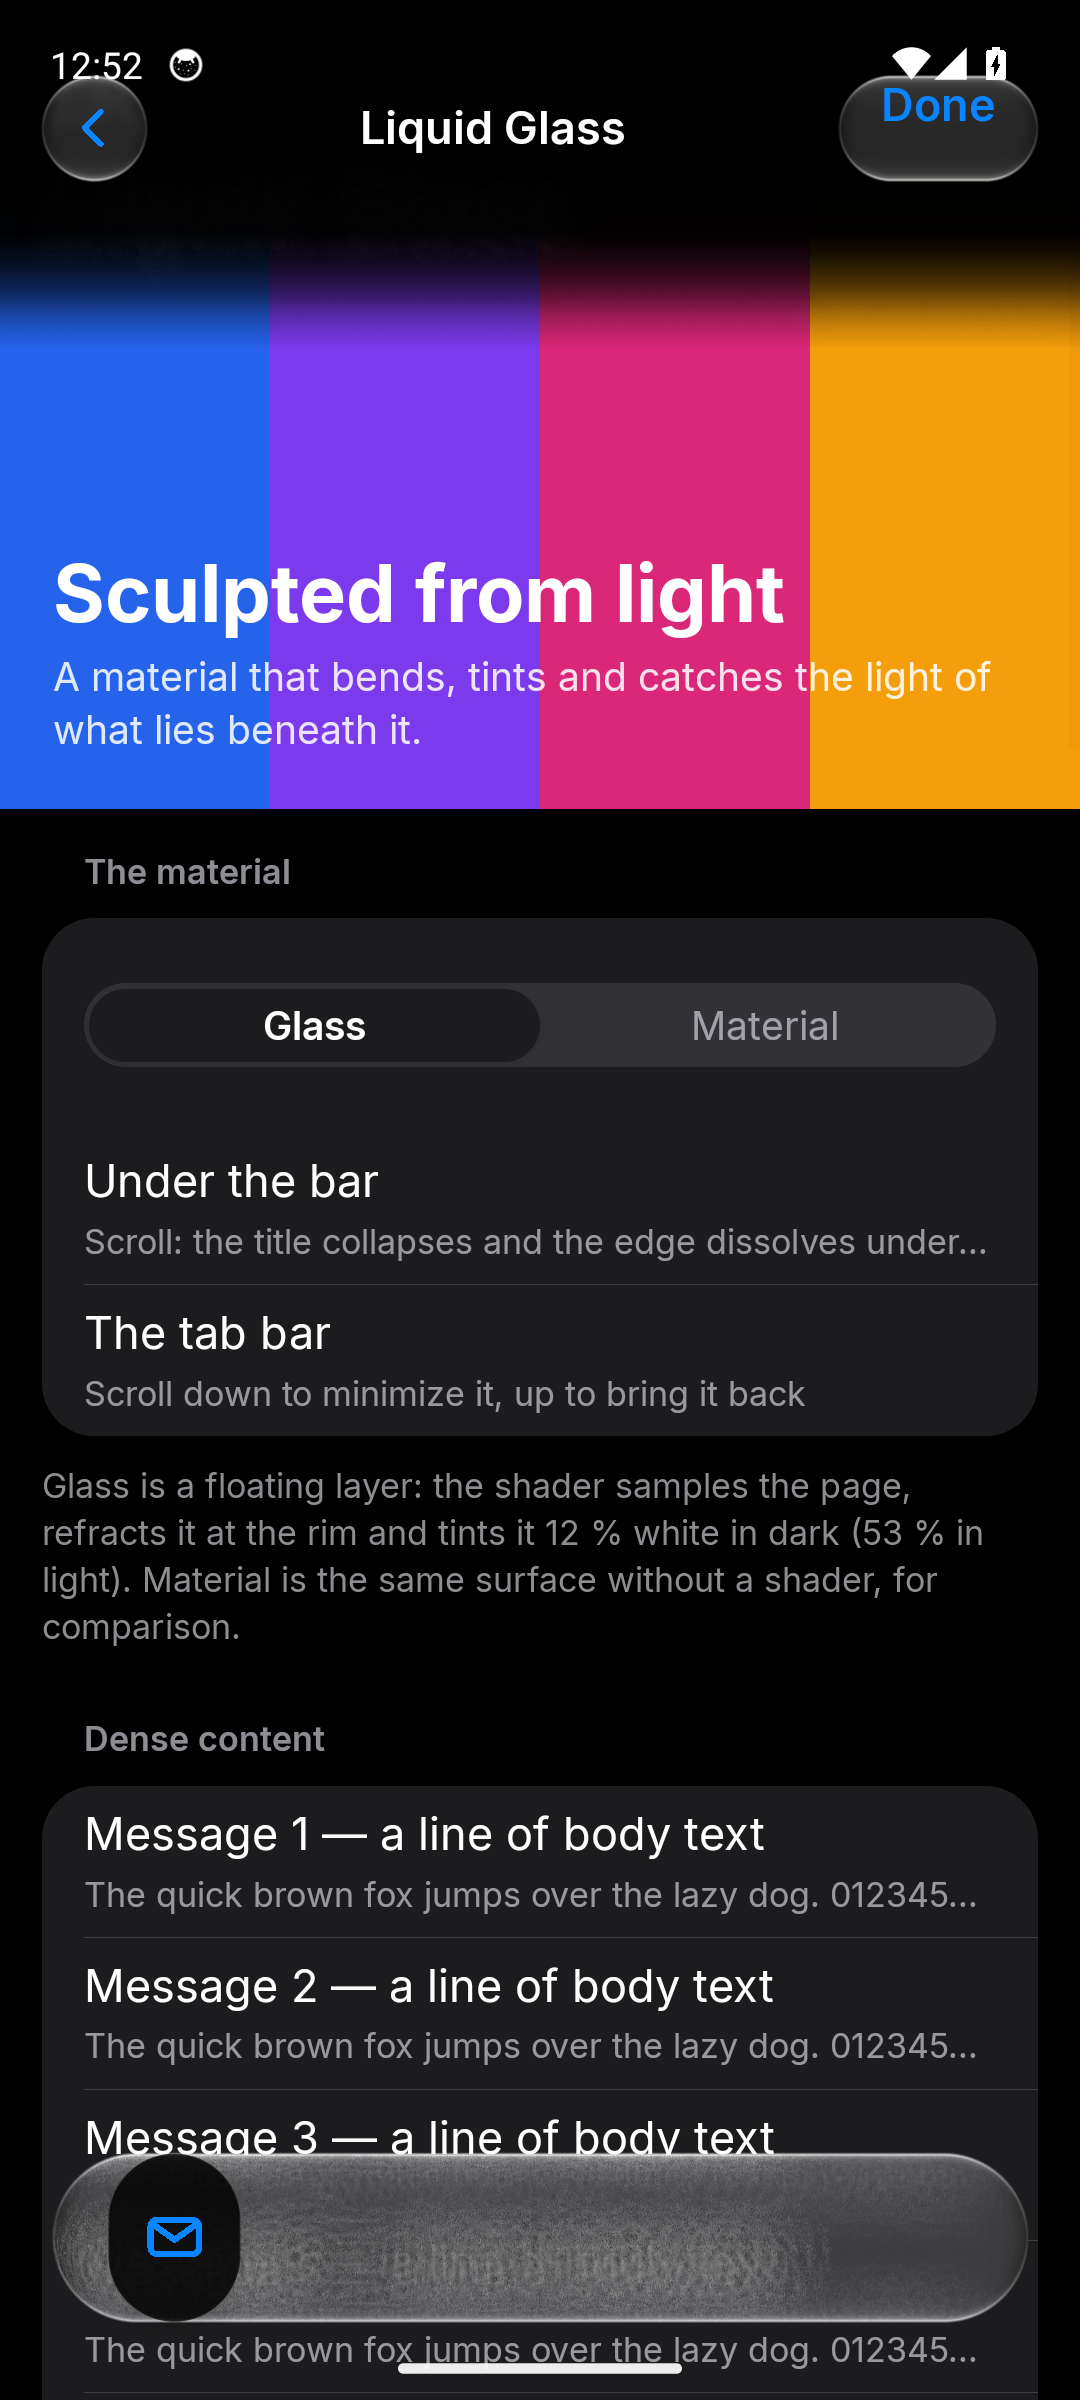 12:52
Liquid Glass
Done
Sculpted from light
A material that bends, tints and catches the light of
what lies beneath it.
The material
Glass
Material
Under the bar
Scroll: the title collapses and the edge dissolves under...
The tab bar
Scroll down to minimize it, up to bring it back
Glass is a floating layer: the shader samples the page,
refracts it at the rim and tints it 12 % white in dark (53 % in
light). Material is the same surface without a shader, for
comparison.
Dense content
Message 1 — a line of body text
The quick brown fox jumps over the lazy dog. 012345...
Message 2 — a line of body text
The quick brown fox jumps over the lazy dog. 012345...
Message 3 — a line of body text
The quick brown fox jumps over the lazy dog. 012345...